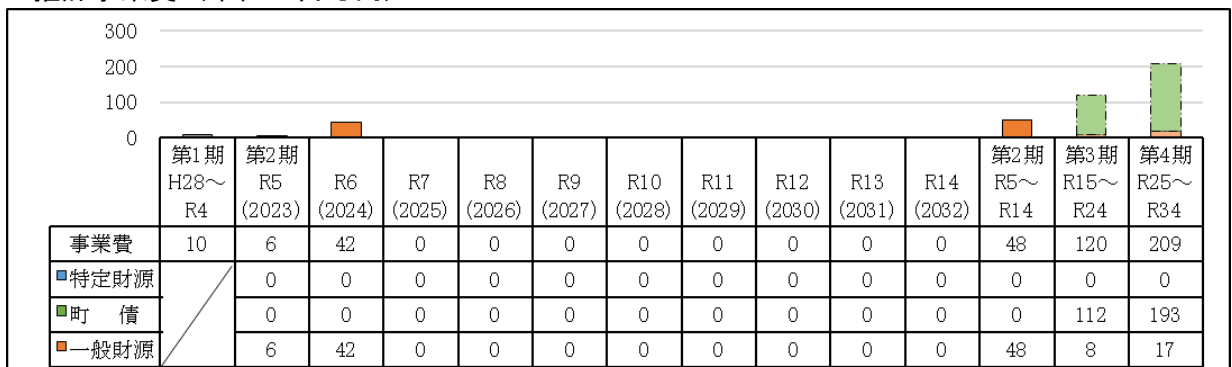 300
200
100
0
第1期 第2期 第2期 第3期 第4期
H28～ R5 R6 R7 R8 R9 R10 R11 R12 R13 R14 R5～ R15～ R25～
R4 (2023) (2024) (2025) (2026) (2027) (2028) (2029) (2030) (2031) (2032) R14 R24 R34
事業費 10 6 42 0 0 0 0 0 0 0 0 48 120 209
特定財源 0 0 0 0 0 0 0 0 0 0 0 0 0
町 債 0 0 0 0 0 0 0 0 0 0 0 112 193
一般財源 6 42 0 0 0 0 0 0 0 0 48 8 17